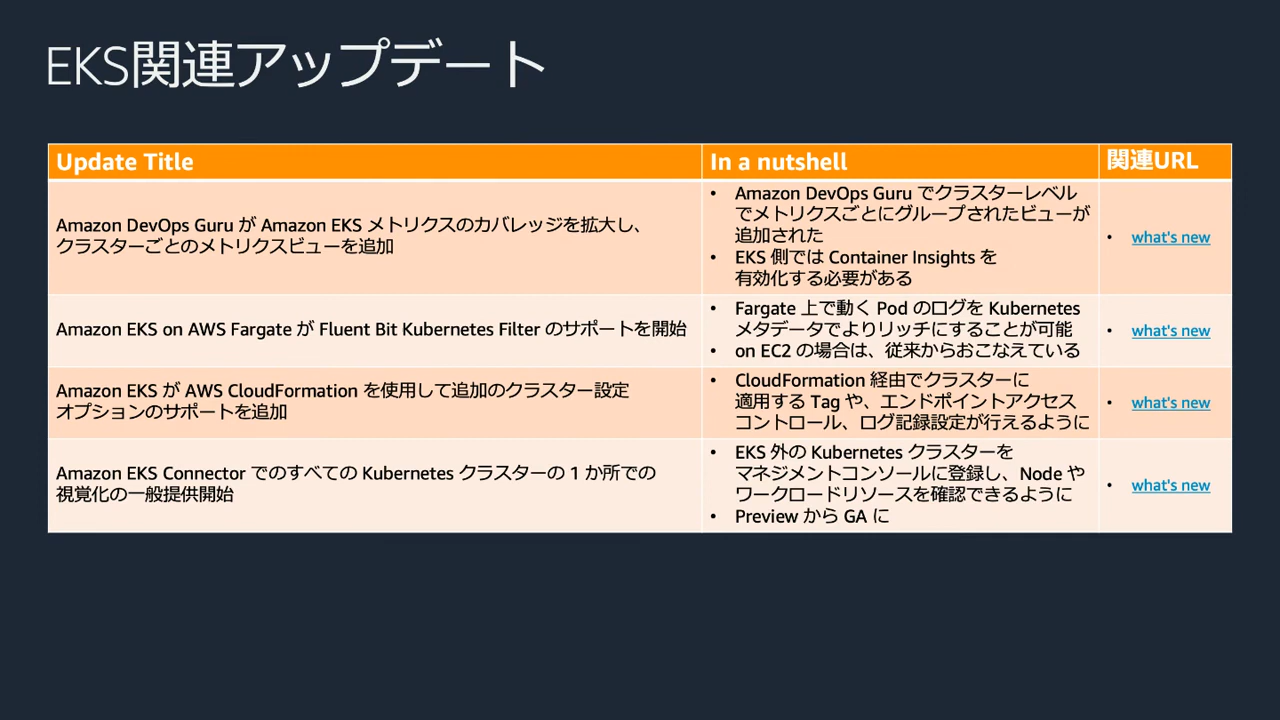 EKS関連アップデート
Update Title
In a nutshell
関連URL
Amazon DevOps Guru が Amazon EKS メトリクスのカバレッジを拡大し、
クラスターごとのメトリクスビューを追加
• Amazon DevOps Guru でクラスターレベル
でメトリクスごとにグループされたビューが
追加された
• EKS 側では Container Insights を
有効化する必要がある
• what's new
Amazon EKS on AWS Fargate が Fluent Bit Kubernetes Filter のサポートを開始
• Fargate 上で動く Pod のログを Kubernetes
メタデータでよりリッチにすることが可能
• on EC2 の場合は、従来からおこなえている
• what's new
Amazon EKS が AWS CloudFormation を使用して追加のクラスター設定
オプションのサポートを追加
• CloudFormation 経由でクラスターに
適用する Tag や、エンドポイントアクセス
コントロール、ログ記録設定が行えるように
• what's new
Amazon EKS Connector でのすべての Kubernetes クラスターの 1 か所での
視覚化の一般提供開始
• EKS 外の Kubernetes クラスターを
マネジメントコンソールに登録し、Node や
ワークロードリソースを確認できるように
• Preview から GA に
• what's new